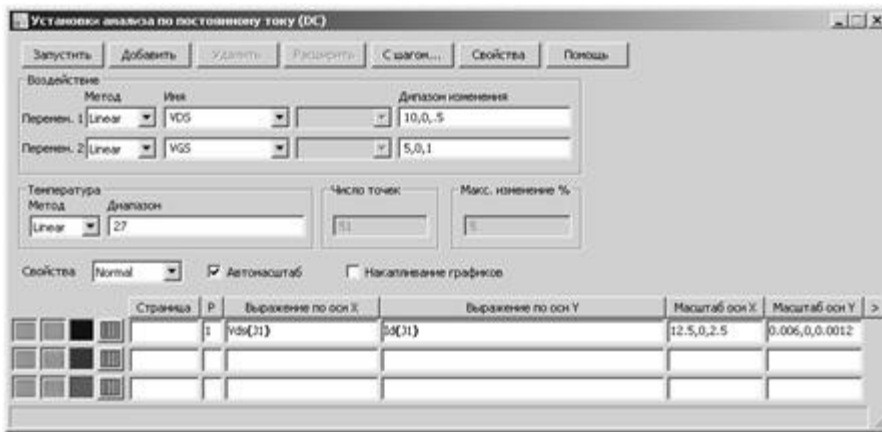 Установки анализа по постоянному току (DC)
Запустить Добавить Удалить Расширить С шагом... Свойства Помощь
Воздействие
Метод Имя Дипазон изменения
Перемен. 1 Linear VDS 10,0,.5
Перемен. 2 Linear VGS 5,0,1
Температура Число точек Макс. изменение %
Метод Диапазон
Linear 27 51 5
Свойства Normal Автомасштаб Накапливание графиков
Страница P Выражение по оси X Выражение по оси Y Масштаб оси X Масштаб оси Y >
1 Vds(J1) Id(J1) 12.5,0,2.5 0.006,0,0.0012